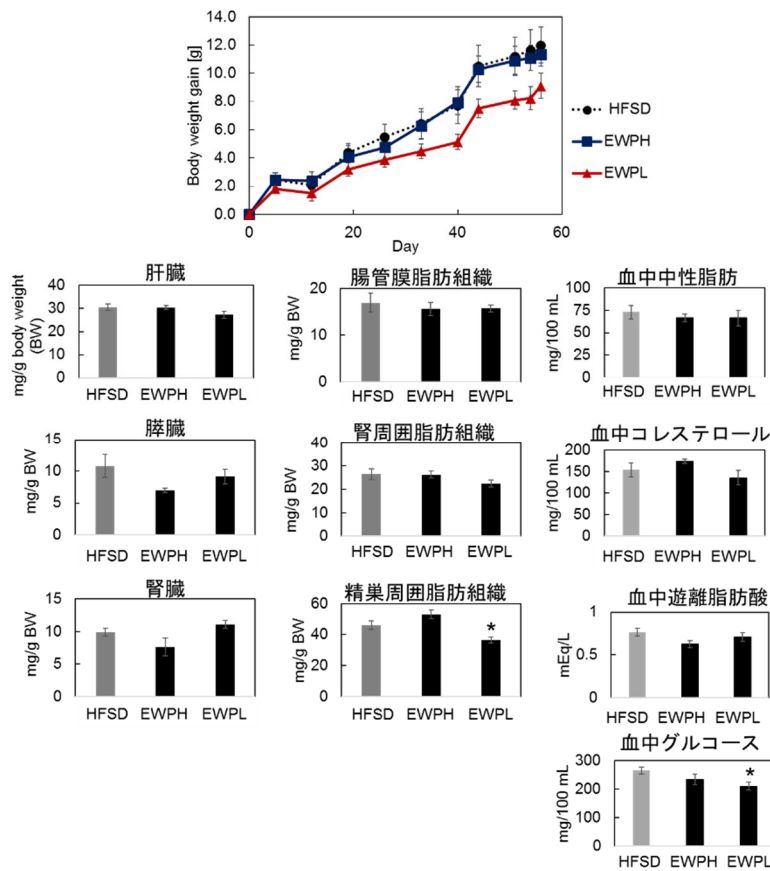 Body weight gain [g]
14.0
12.0
10.0
8.0
6.0
4.0
2.0
0.0
0
20
40
60
Day
HFSD
EWPH
EWPL
肝臓
mg/g body weight
(BW)
40
30
20
10
0
HFSD EWPH EWPL
腸管膜脂肪組織
mg/g BW
20
10
0
HFSD EWPH EWPL
血中中性脂肪
mg/100 mL
100
75
50
25
0
HFSD EWPH EWPL
膵臓
mg/g BW
15
10
5
0
HFSD EWPH EWPL
腎周囲脂肪組織
mg/g BW
40
30
20
10
0
HFSD EWPH EWPL
血中コレステロール
mg/100 mL
200
150
100
50
0
HFSD EWPH EWPL
腎臓
mg/g BW
15
10
5
0
HFSD EWPH EWPL
精巣周囲脂肪組織
mg/g BW
60
40
20
0
*
HFSD EWPH EWPL
血中遊離脂肪酸
mEq/L
1
0.5
0
HFSD EWPH EWPL
血中グルコース
mg/100 mL
300
200
100
0
*
HFSD EWPH EWPL